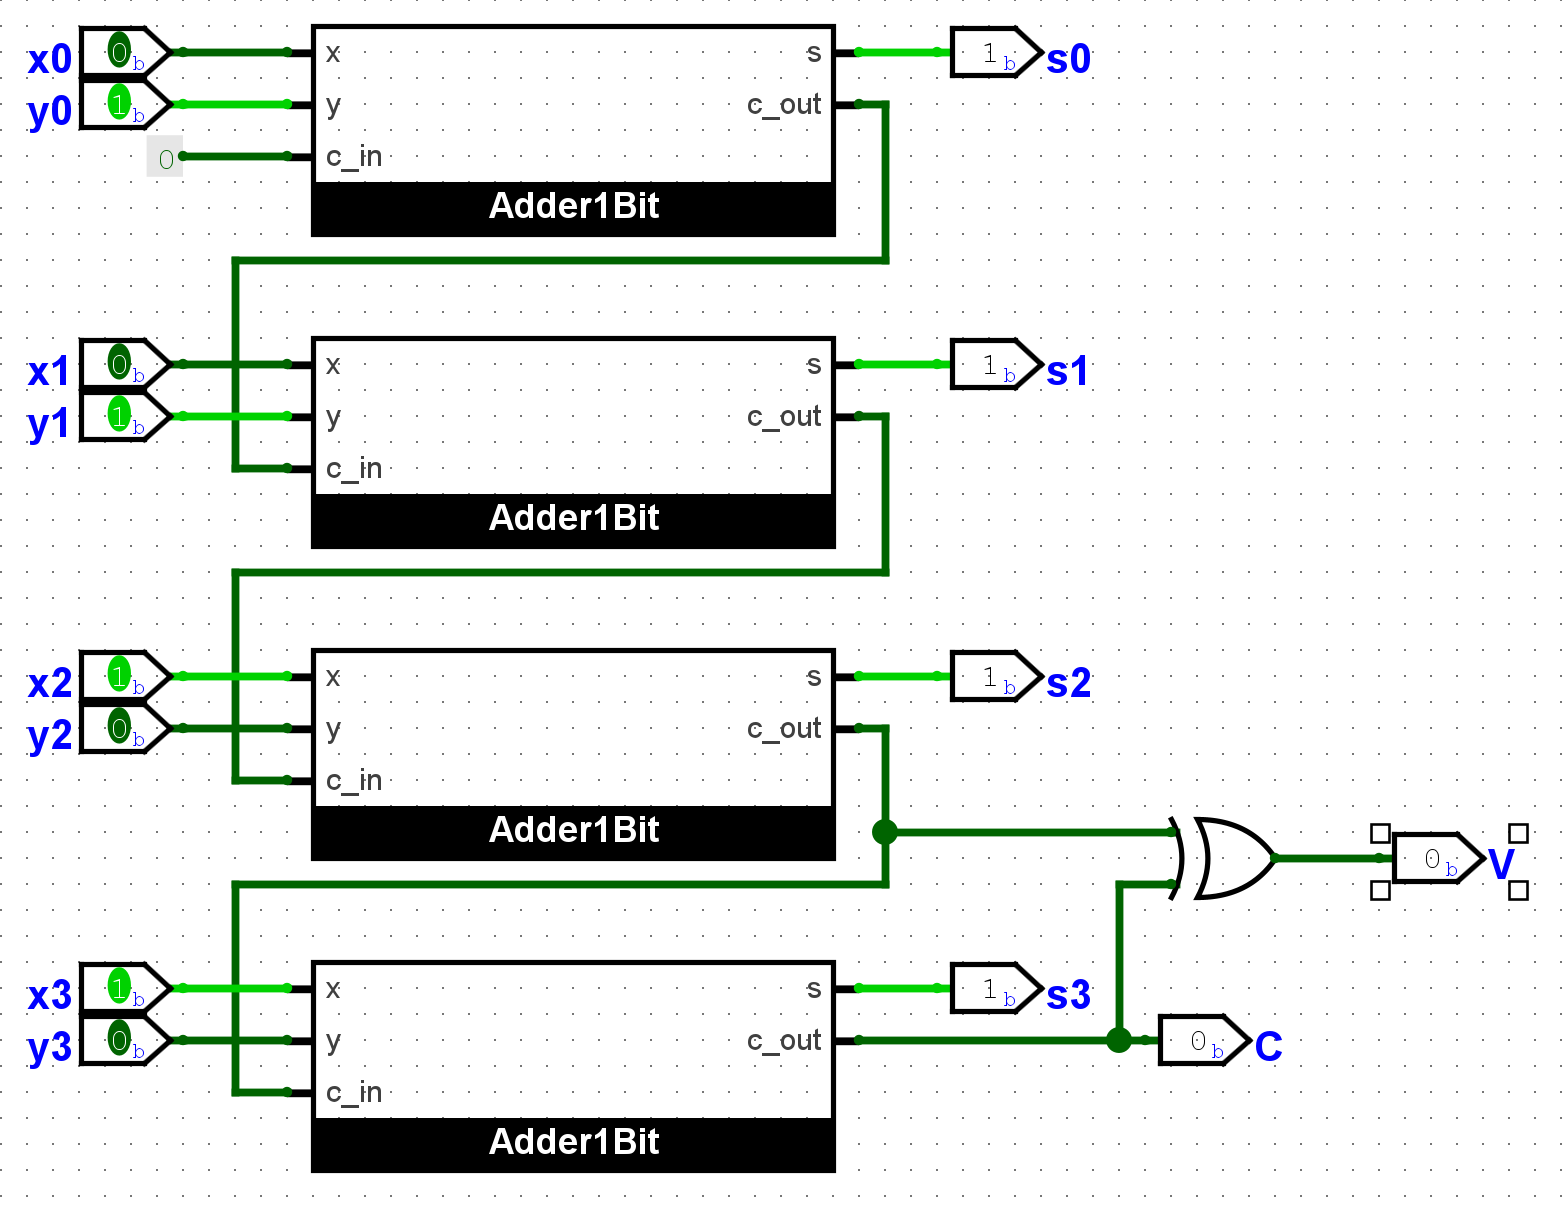 x0 0b x s 1b s0
y0 1b y c_out
0 c_in
Adder1Bit
x1 0b x s 1b s1
y1 1b y c_out
c_in
Adder1Bit
x2 1b x s 1b s2
y2 0b y c_out
c_in
Adder1Bit
0b V
x3 1b x s 1b s3
y3 0b y c_out 0b C
c_in
Adder1Bit